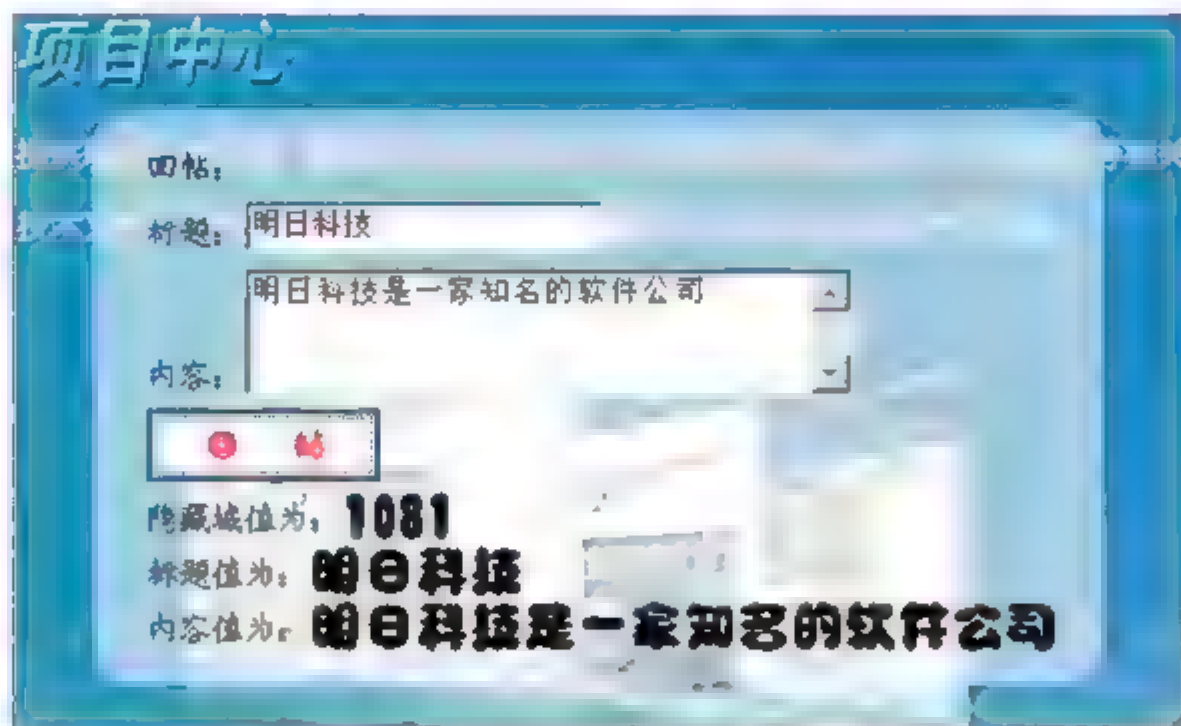 项目中心
回帖:
标题: 明日科技
明日科技是一家知名的软件公司
内容:
隐藏域值为: 1081
标题值为: 明日科技
内容值为: 明日科技是一家知名的软件公司